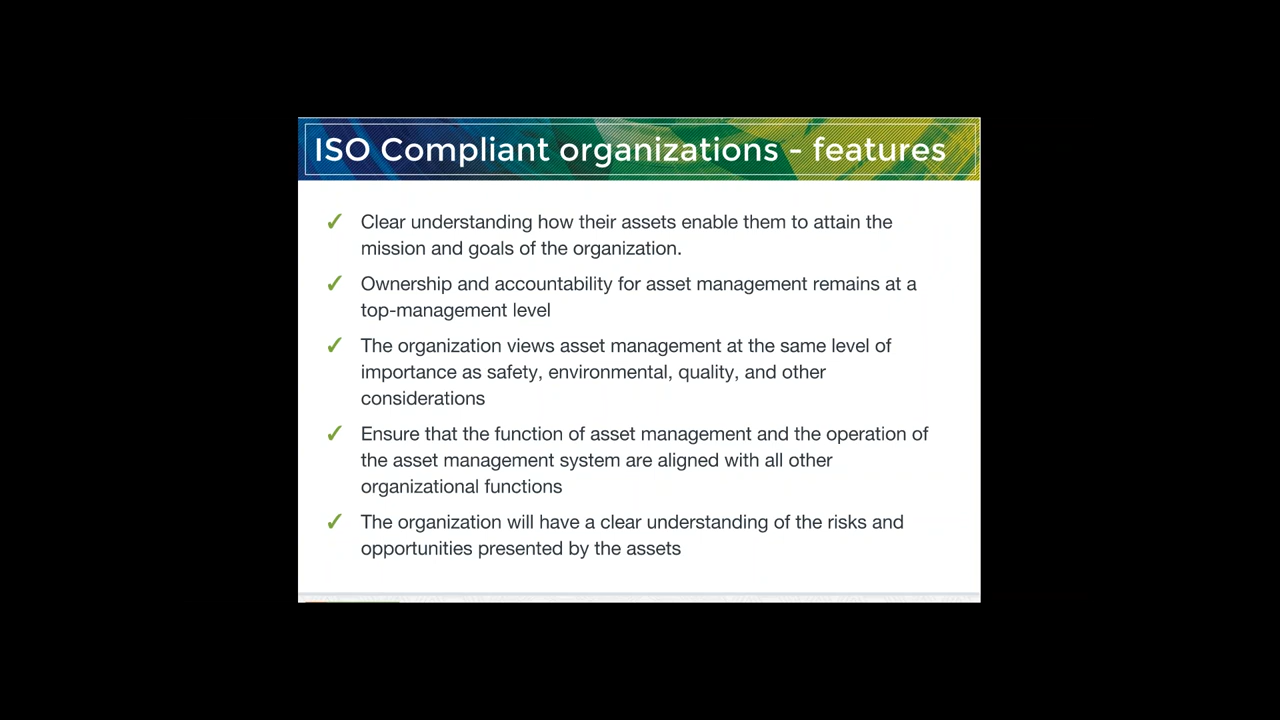 ISO Compliant organizations - features
✓ Clear understanding how their assets enable them to attain the
mission and goals of the organization.
✓ Ownership and accountability for asset management remains at a
top-management level
✓ The organization views asset management at the same level of
importance as safety, environmental, quality, and other
considerations
✓ Ensure that the function of asset management and the operation of
the asset management system are aligned with all other
organizational functions
✓ The organization will have a clear understanding of the risks and
opportunities presented by the assets